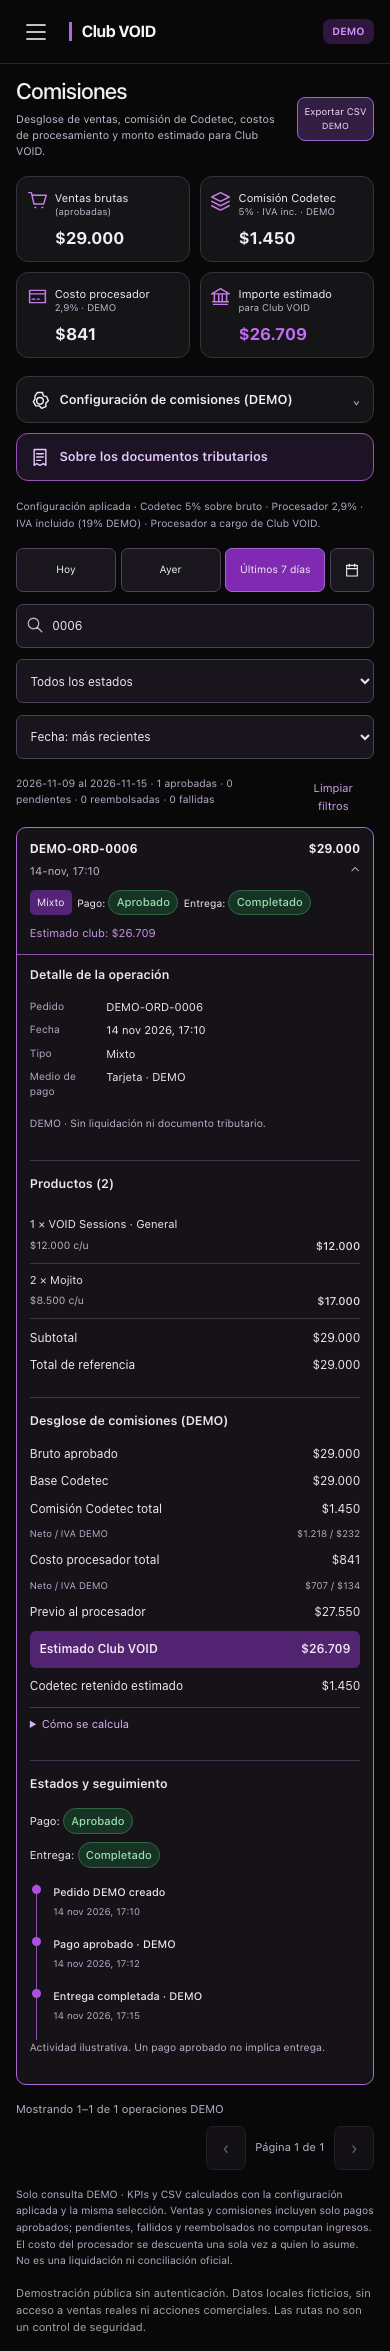 Club VOID
DEMO
Comisiones
Desglose de ventas, comisión de Codetec, costos
de procesamiento y monto estimado para Club
VOID.
Exportar CSV
DEMO
Ventas brutas
(aprobadas)
$29.000
Comisión Codetec
5% · IVA inc. · DEMO
$1.450
Costo procesador
2,9% · DEMO
$841
Importe estimado
para Club VOID
$26.709
Configuración de comisiones (DEMO)
Sobre los documentos tributarios
Configuración aplicada · Codetec 5% sobre bruto · Procesador 2,9% ·
IVA incluido (19% DEMO) · Procesador a cargo de Club VOID.
Hoy
Ayer
Últimos 7 días
0006
Todos los estados
Fecha: más recientes
2026-11-09 al 2026-11-15 · 1 aprobadas · 0
pendientes · 0 reembolsadas · 0 fallidas
Limpiar
filtros
DEMO-ORD-0006 $29.000
14-nov, 17:10
Mixto Pago: Aprobado Entrega: Completado
Estimado club: $26.709
Detalle de la operación
Pedido DEMO-ORD-0006
Fecha 14 nov 2026, 17:10
Tipo Mixto
Medio de Tarjeta · DEMO
pago
DEMO · Sin liquidación ni documento tributario.
Productos (2)
1 × VOID Sessions · General
$12.000 c/u $12.000
2 × Mojito
$8.500 c/u $17.000
Subtotal $29.000
Total de referencia $29.000
Desglose de comisiones (DEMO)
Bruto aprobado $29.000
Base Codetec $29.000
Comisión Codetec total $1.450
Neto / IVA DEMO $1.218 / $232
Costo procesador total $841
Neto / IVA DEMO $707 / $134
Previo al procesador $27.550
Estimado Club VOID $26.709
Codetec retenido estimado $1.450
▶ Cómo se calcula
Estados y seguimiento
Pago: Aprobado
Entrega: Completado
Pedido DEMO creado
14 nov 2026, 17:10
Pago aprobado · DEMO
14 nov 2026, 17:12
Entrega completada · DEMO
14 nov 2026, 17:15
Actividad ilustrativa. Un pago aprobado no implica entrega.
Mostrando 1–1 de 1 operaciones DEMO
‹ Página 1 de 1 ›
Solo consulta DEMO · KPIs y CSV calculados con la configuración
aplicada y la misma selección. Ventas y comisiones incluyen solo pagos
aprobados; pendientes, fallidos y reembolsados no computan ingresos.
El costo del procesador se descuenta una sola vez a quien lo asume.
No es una liquidación ni conciliación oficial.
Demostración pública sin autenticación. Datos locales ficticios, sin
acceso a ventas reales ni acciones comerciales. Las rutas no son
un control de seguridad.